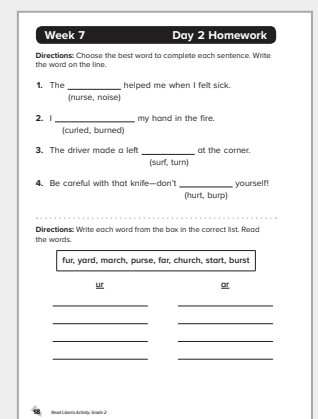 Week 7 Day 2 Homework
Directions: Choose the best word to complete each sentence. Write
the word on the line.
1. The __________ helped me when I felt sick.
(nurse, noise)
2. I __________ my hand in the fire.
(curled, burned)
3. The driver made a left __________ at the corner.
(surf, turn)
4. Be careful with that knife—don't __________ yourself!
(hurt, burp)
Directions: Write each word from the box in the correct list. Read
the words.
fur, yard, march, purse, far, church, start, burst
ur ar
18 Read Liberia Activity, Grade 2